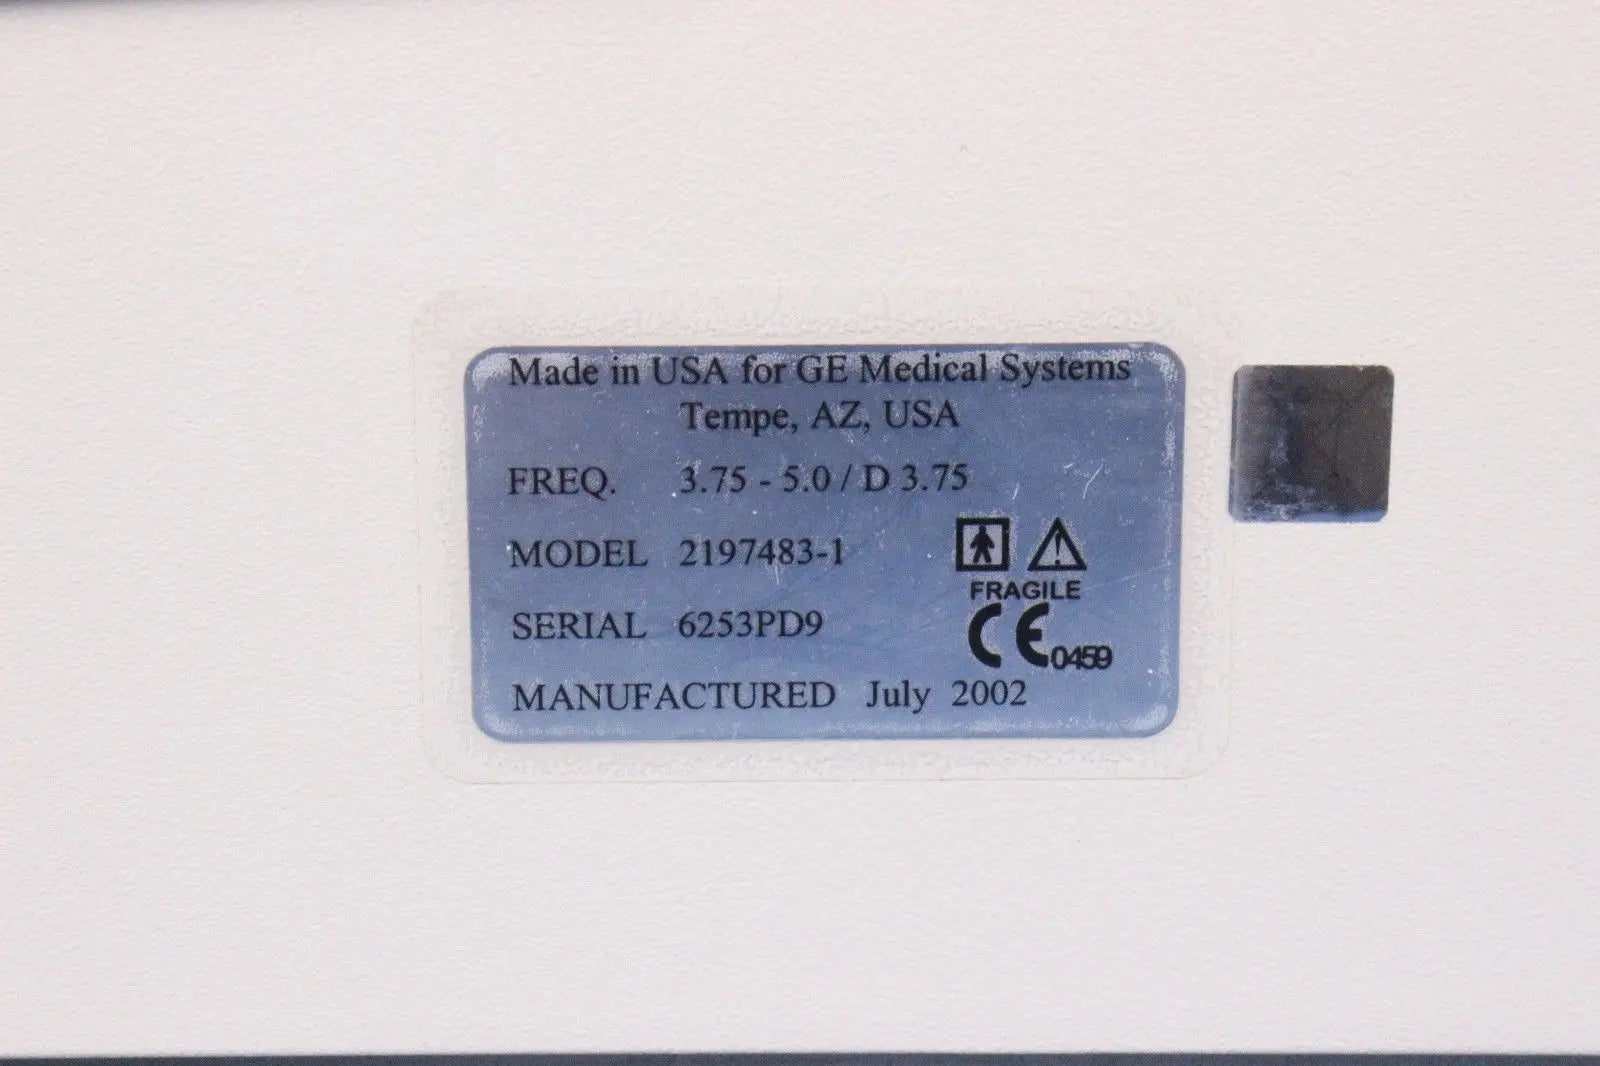 Made in USA for GE Medical Systems
Tempe, AZ, USA
FREQ. 3.75 - 5.0 / D 3.75
MODEL 2197483-1
FRAGILE
SERIAL 6253PD9
CE 0459
MANUFACTURED July 2002